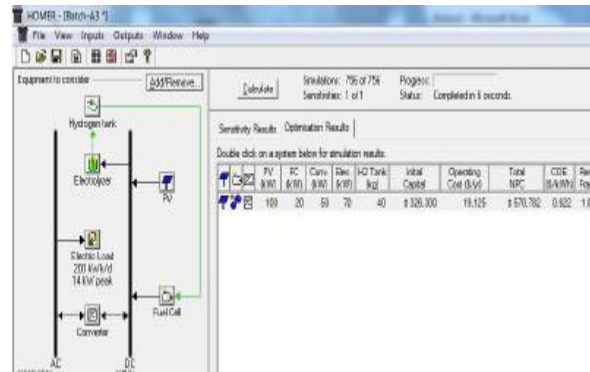 HOMER - [Batch-A3 *]
File View Inputs Outputs Window Help
Equipment to consider
Add/Remove...
Calculate
Simulations: 756 of 756
Progress:
Sensitivities: 1 of 1
Status: Completed in 6 seconds.
Hydrogen tank
Sensitivity Results Optimisation Results
Double click on a system below for simulation results.
Electrolyzer
PV
PV (kW)
FC (kW)
Conv. (kW)
Elec. (kW)
H2 Tank (kg)
Initial Capital
Operating Cost ($/yr)
Total NPC
COE ($/kWh)
100 20 50 70 40 $ 326,300 19,125 $ 570,782 0.622 1.0
Electric Load
200 kWh/d
14 kW peak
Fuel Cell
Converter
AC DC